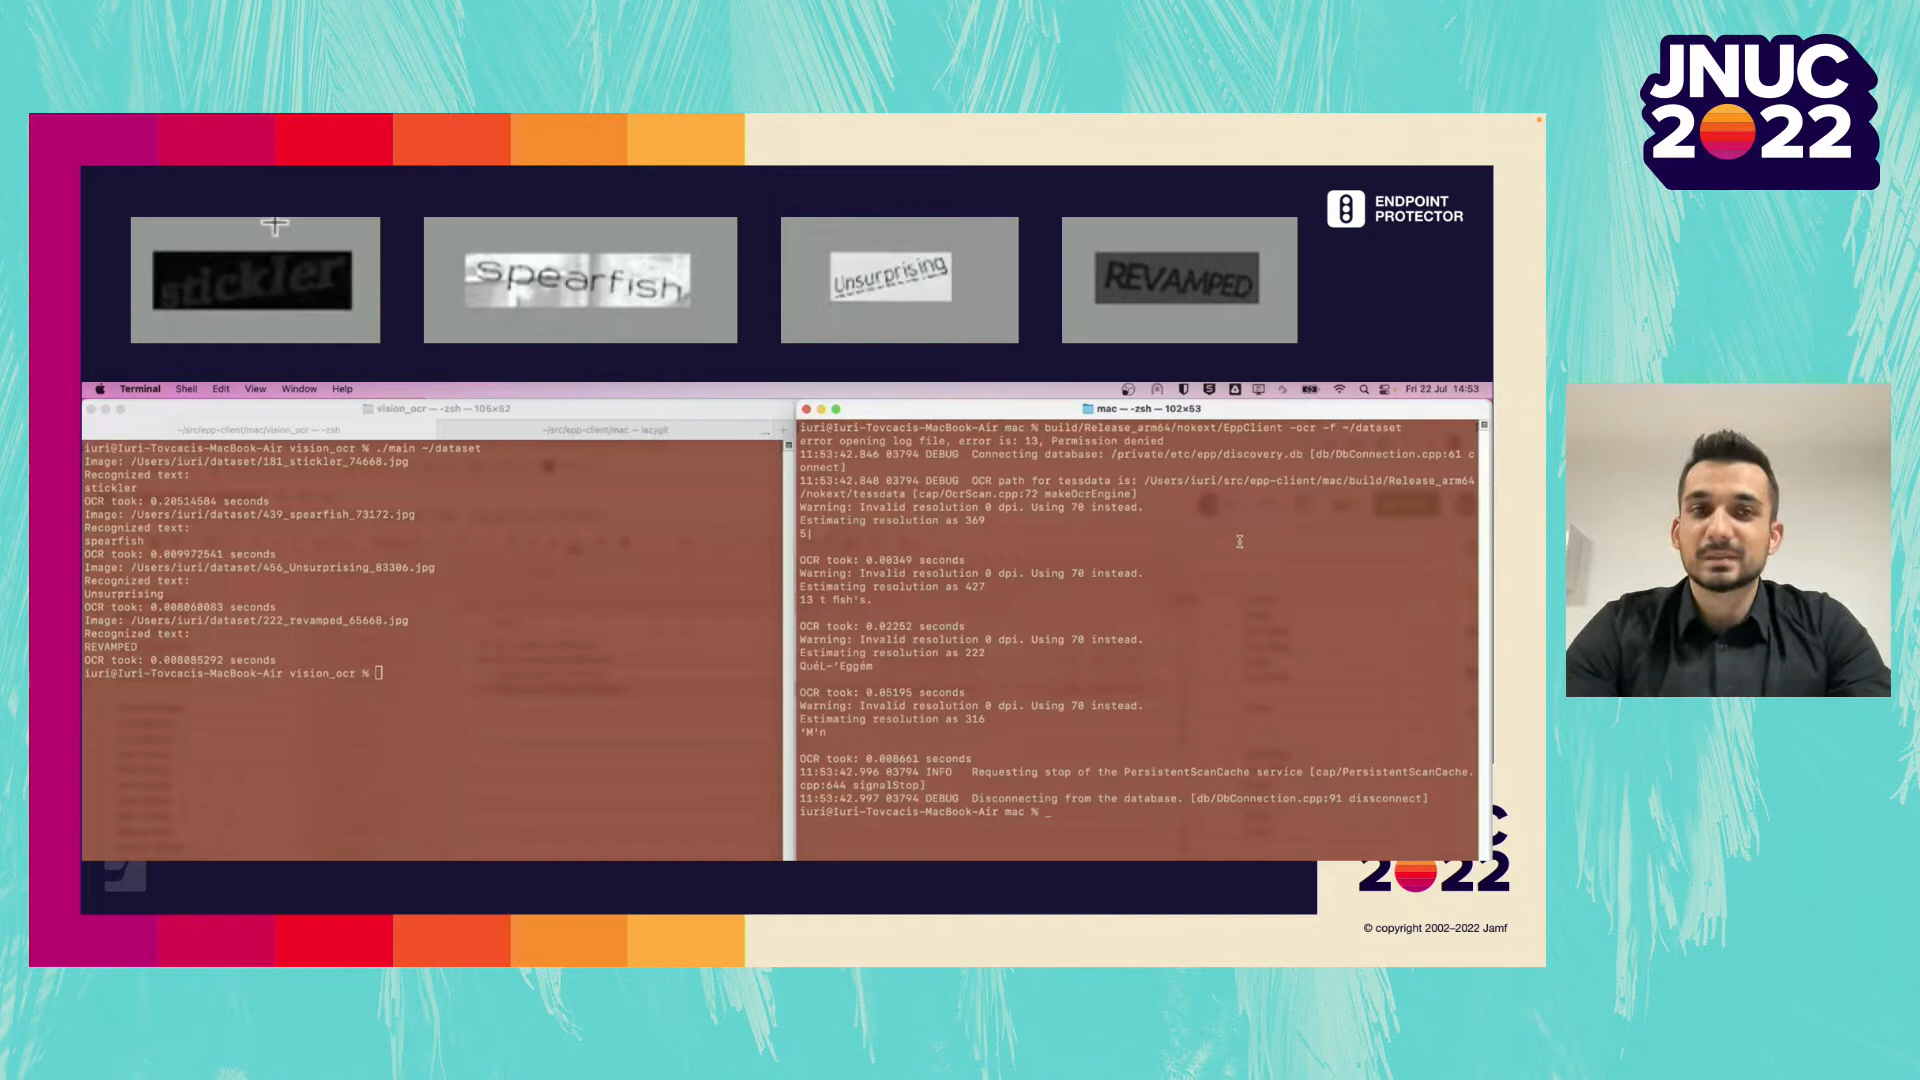 JNUC
2022
ENDPOINT
PROTECTOR
stickler
spearfish
Unsurprising
REVAMPED
Terminal Shell Edit View Window Help
Fri 22 Jul 14:53
vision_ocr — -zsh — 105×52
~/src/epp-client/mac/vision_ocr — -zsh
~/src/epp-client/mac — lazygit
...
iuri@Iuri-Tovcacis-MacBook-Air vision_ocr % ./main ~/dataset
Image: /Users/iuri/dataset/181_stickler_74668.jpg
Recognized text:
stickler
OCR took: 0.20514584 seconds
Image: /Users/iuri/dataset/439_spearfish_73172.jpg
Recognized text:
spearfish
OCR took: 0.009972541 seconds
Image: /Users/iuri/dataset/456_Unsurprising_83306.jpg
Recognized text:
Unsurprising
OCR took: 0.008060083 seconds
Image: /Users/iuri/dataset/222_revamped_65668.jpg
Recognized text:
REVAMPED
OCR took: 0.008085292 seconds
iuri@Iuri-Tovcacis-MacBook-Air vision_ocr %
mac — -zsh — 102×53
iuri@Iuri-Tovcacis-MacBook-Air mac % build/Release_arm64/nokext/EppClient -ocr -f ~/dataset
error opening log file, error is: 13, Permission denied
11:53:42.846 03794 DEBUG Connecting database: /private/etc/epp/discovery.db [db/DbConnection.cpp:61 c
onnect]
11:53:42.848 03794 DEBUG OCR path for tessdata is: /Users/iuri/src/epp-client/mac/build/Release_arm64
/nokext/tessdata [cap/OcrScan.cpp:72 makeOcrEngine]
Warning: Invalid resolution 0 dpi. Using 70 instead.
Estimating resolution as 369
5|
OCR took: 0.00349 seconds
Warning: Invalid resolution 0 dpi. Using 70 instead.
Estimating resolution as 427
13 t fish's.
OCR took: 0.02252 seconds
Warning: Invalid resolution 0 dpi. Using 70 instead.
Estimating resolution as 222
QuéL-‘Eggém
OCR took: 0.05195 seconds
Warning: Invalid resolution 0 dpi. Using 70 instead.
Estimating resolution as 316
‘M'n
OCR took: 0.008661 seconds
11:53:42.996 03794 INFO Requesting stop of the PersistentScanCache service [cap/PersistentScanCache.
cpp:644 signalStop]
11:53:42.997 03794 DEBUG Disconnecting from the database. [db/DbConnection.cpp:91 dissconnect]
iuri@Iuri-Tovcacis-MacBook-Air mac % _
2022
© copyright 2002–2022 Jamf